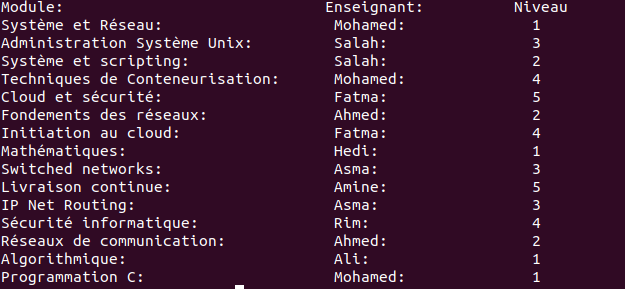 Module: Enseignant: Niveau
Système et Réseau: Mohamed: 1
Administration Système Unix: Salah: 3
Système et scripting: Salah: 2
Techniques de Conteneurisation: Mohamed: 4
Cloud et sécurité: Fatma: 5
Fondements des réseaux: Ahmed: 2
Initiation au cloud: Fatma: 4
Mathématiques: Hedi: 1
Switched networks: Asma: 3
Livraison continue: Amine: 5
IP Net Routing: Asma: 3
Sécurité informatique: Rim: 4
Réseaux de communication: Ahmed: 2
Algorithmique: Ali: 1
Programmation C: Mohamed: 1